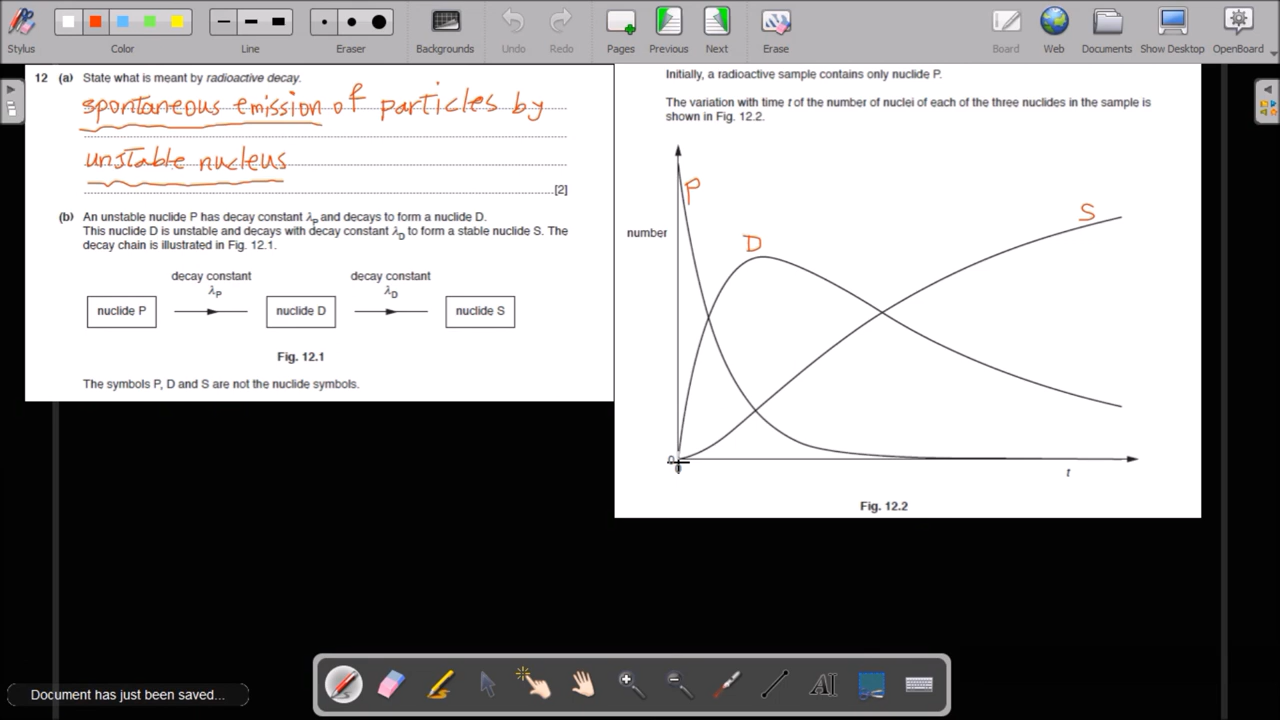 Stylus
Color
Line
Eraser
Backgrounds
Undo
Redo
Pages
Previous
Next
Erase
Board
Web
Documents
Show Desktop
OpenBoard
12 (a) State what is meant by radioactive decay.
spontaneous emission of particles by
unstable nucleus
[2]
(b) An unstable nuclide P has decay constant λP and decays to form a nuclide D.
This nuclide D is unstable and decays with decay constant λD to form a stable nuclide S. The
decay chain is illustrated in Fig. 12.1.
decay constant
λP
decay constant
λD
nuclide P
nuclide D
nuclide S
Fig. 12.1
The symbols P, D and S are not the nuclide symbols.
Initially, a radioactive sample contains only nuclide P.
The variation with time t of the number of nuclei of each of the three nuclides in the sample is
shown in Fig. 12.2.
P
number
D
S
0
0
t
Fig. 12.2
Document has just been saved...
AI